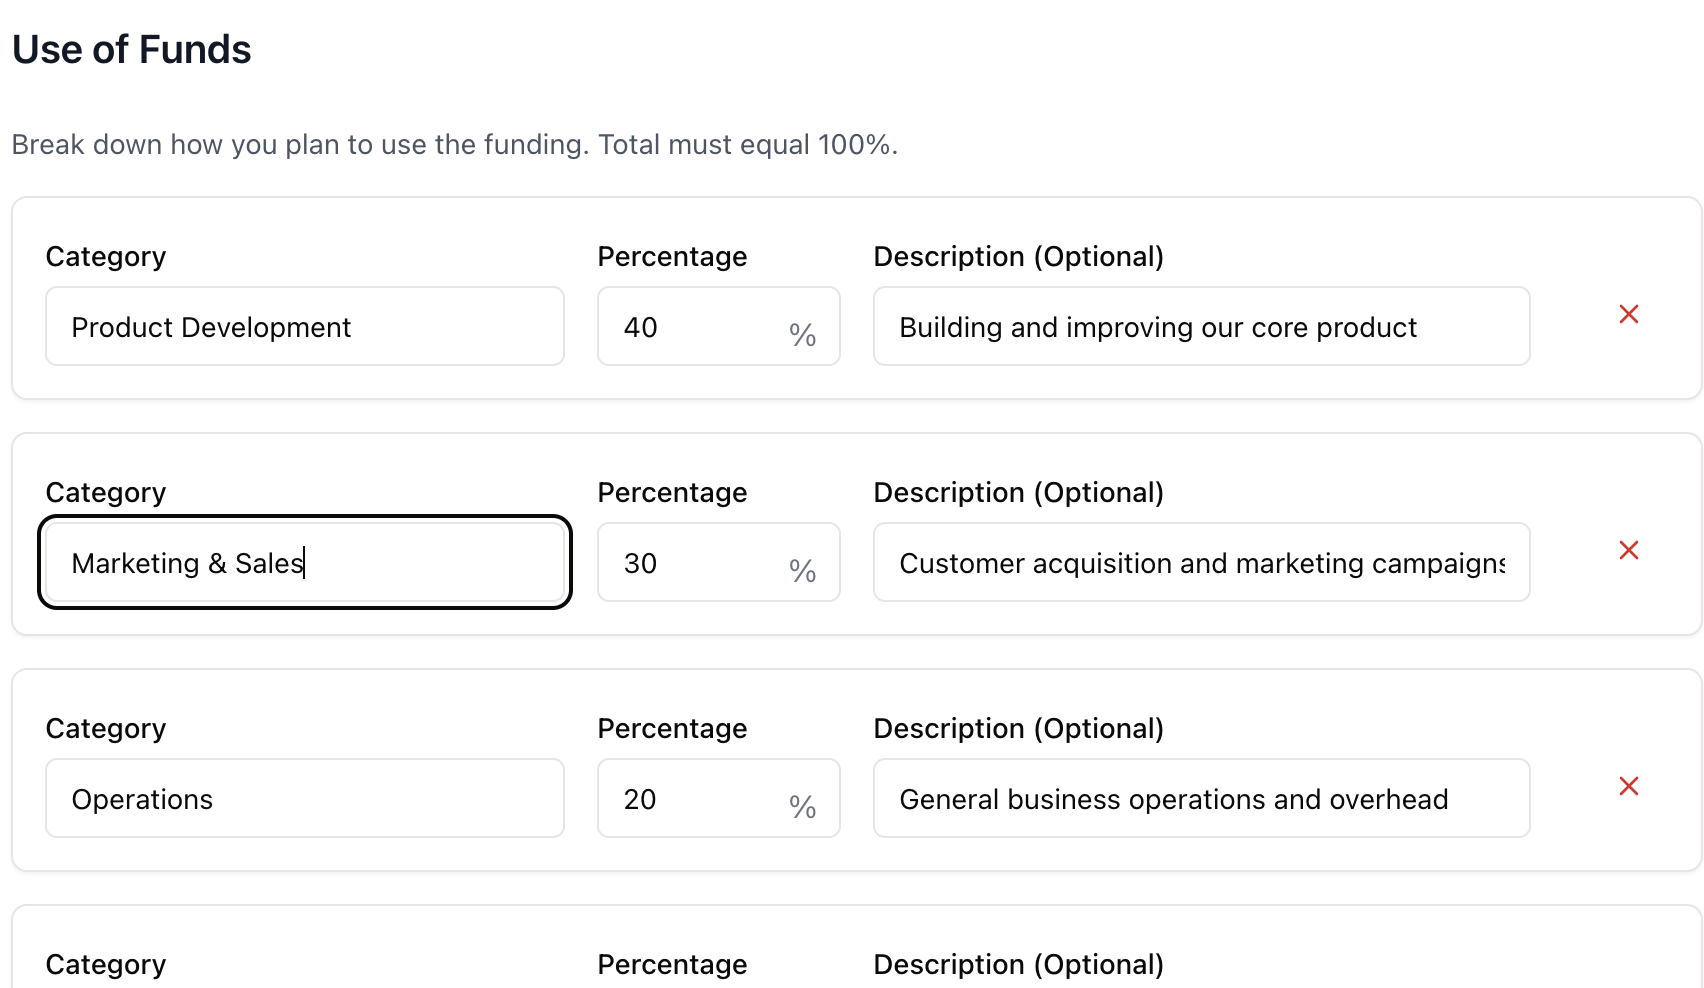 Use of Funds
Break down how you plan to use the funding. Total must equal 100%.
Category Percentage Description (Optional)
Product Development 40 % Building and improving our core product
Category Percentage Description (Optional)
Marketing & Sales 30 % Customer acquisition and marketing campaigns
Category Percentage Description (Optional)
Operations 20 % General business operations and overhead
Category Percentage Description (Optional)